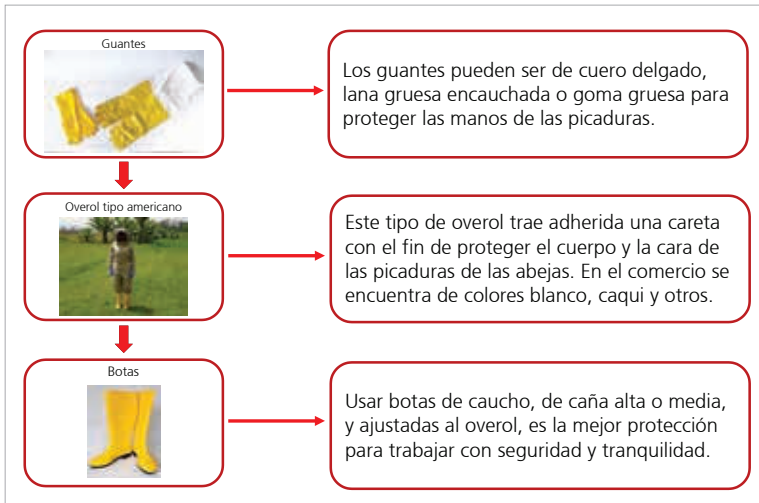 Guantes
Los guantes pueden ser de cuero delgado,
lana gruesa encauchada o goma gruesa para
proteger las manos de las picaduras.
Overol tipo americano
Este tipo de overol trae adherida una careta
con el fin de proteger el cuerpo y la cara de
las picaduras de las abejas. En el comercio se
encuentra de colores blanco, caqui y otros.
Botas
Usar botas de caucho, de caña alta o media,
y ajustadas al overol, es la mejor protección
para trabajar con seguridad y tranquilidad.